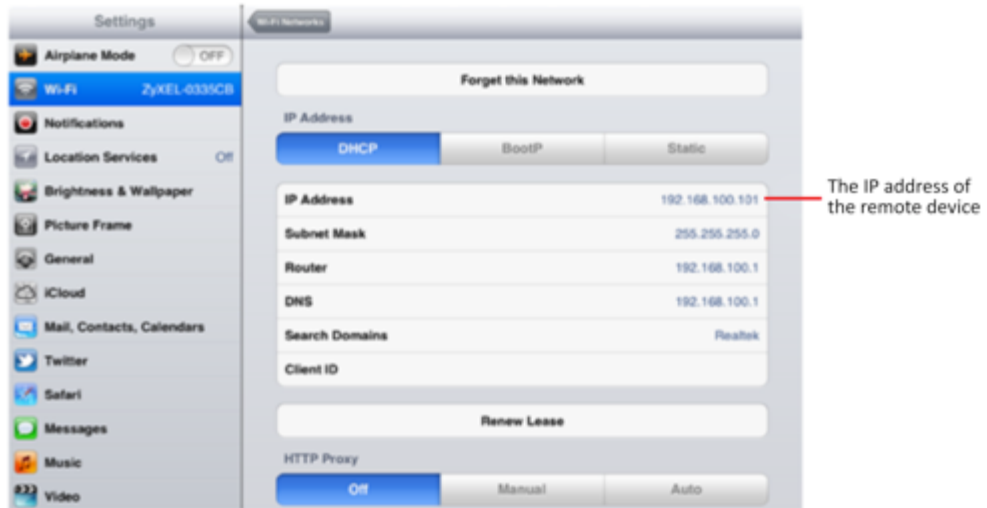 Settings
Airplane Mode OFF
Wi-Fi ZyXEL-0335CB
Notifications
Location Services Off
Brightness & Wallpaper
Picture Frame
General
iCloud
Mail, Contacts, Calendars
Twitter
Safari
Messages
Music
Video
Wi-Fi Networks
Forget this Network
IP Address
DHCP BootP Static
IP Address 192.168.100.101
Subnet Mask 255.255.255.0
Router 192.168.100.1
DNS 192.168.100.1
Search Domains Realtek
Client ID
Renew Lease
HTTP Proxy
Off Manual Auto
The IP address of
the remote device